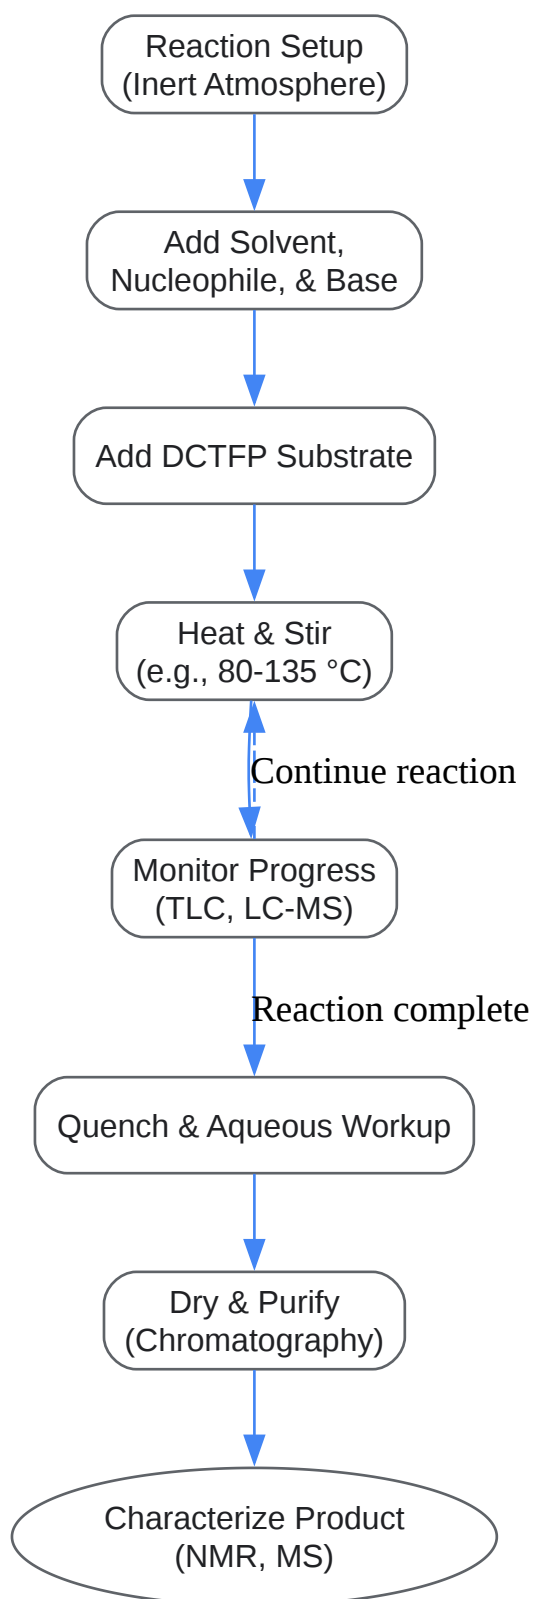 Reaction Setup
(Inert Atmosphere)
Add Solvent,
Nucleophile, & Base
Add DCTFP Substrate
Heat & Stir
(e.g., 80-135 °C)
Continue reaction
Monitor Progress
(TLC, LC-MS)
Reaction complete
Quench & Aqueous Workup
Dry & Purify
(Chromatography)
Characterize Product
(NMR, MS)